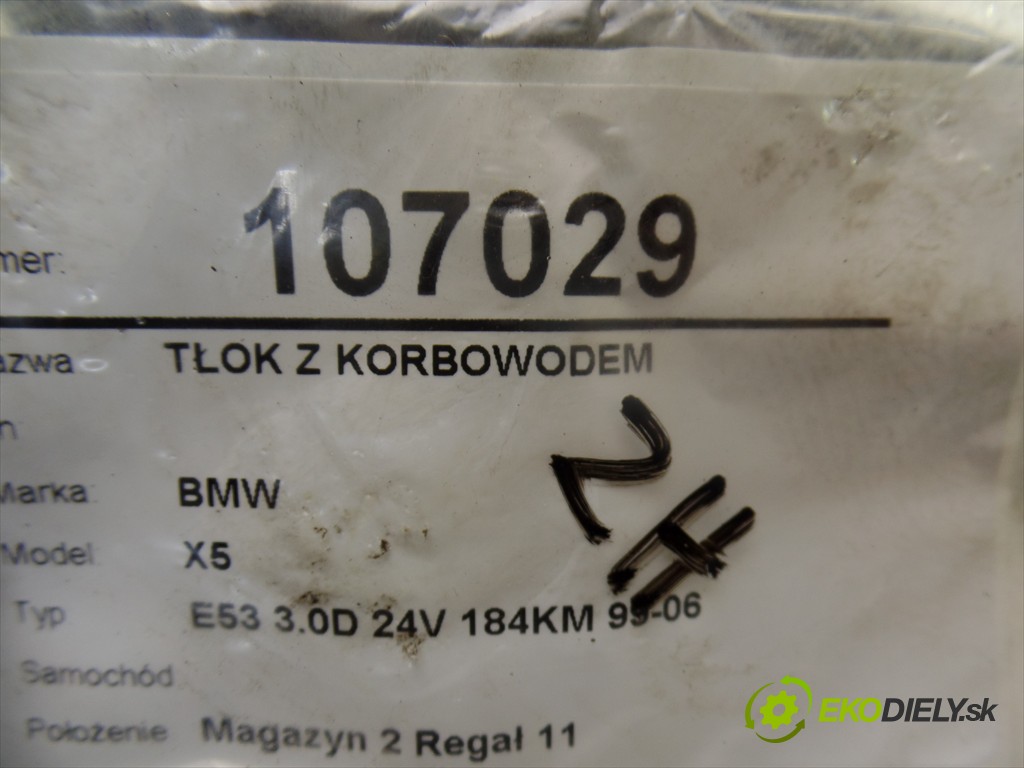 mer: 107029
azwa TŁOK Z KORBOWODEM
n
Marka: BMW
Model X5
Typ E53 3.0D 24V 184KM 99-06
Samochód
Położenie Magazyn 2 Regał 11
EKODIELY.sk